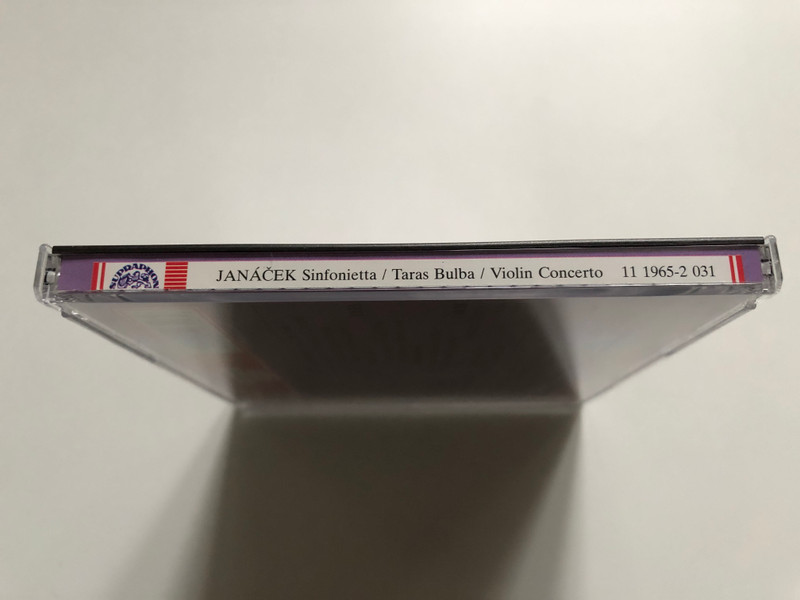 SUPRAPHON
JANÁČEK Sinfonietta / Taras Bulba / Violin Concerto 11 1965-2 031